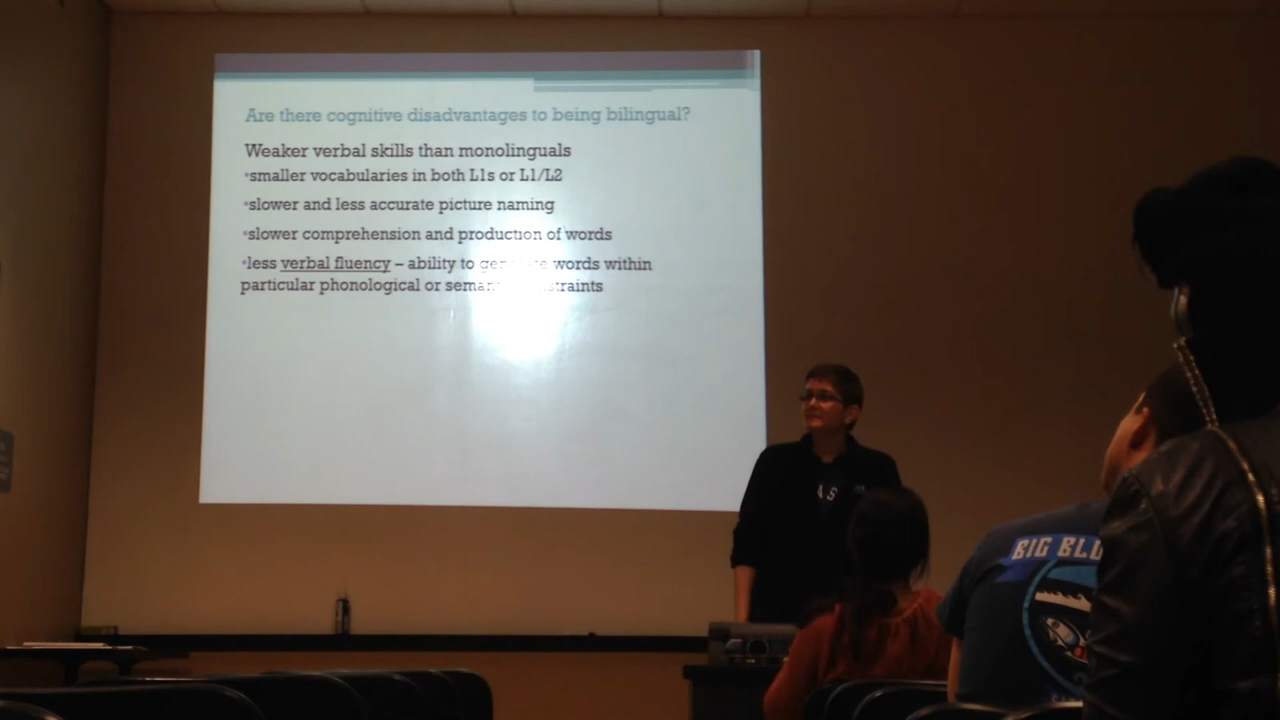 Are there cognitive disadvantages to being bilingual?
Weaker verbal skills than monolinguals
•smaller vocabularies in both L1s or L1/L2
•slower and less accurate picture naming
•slower comprehension and production of words
•less verbal fluency – ability to words within
particular phonological or
BIG